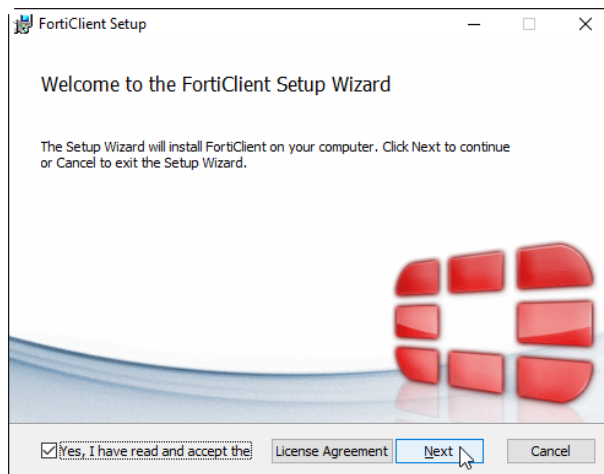 FortiClient Setup
Welcome to the FortiClient Setup Wizard
The Setup Wizard will install FortiClient on your computer. Click Next to continue
or Cancel to exit the Setup Wizard.
Yes, I have read and accept the
License Agreement
Next
Cancel